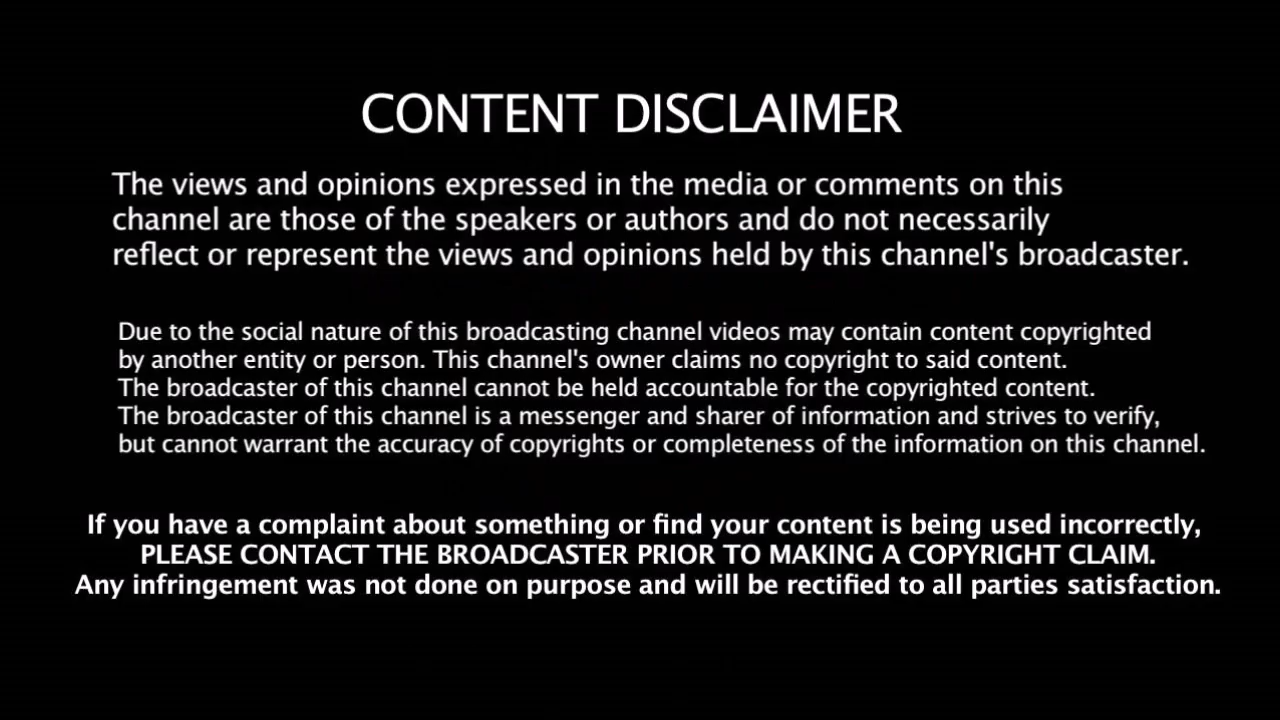 CONTENT DISCLAIMER
The views and opinions expressed in the media or comments on this
channel are those of the speakers or authors and do not necessarily
reflect or represent the views and opinions held by this channel's broadcaster.
Due to the social nature of this broadcasting channel videos may contain content copyrighted
by another entity or person. This channel's owner claims no copyright to said content.
The broadcaster of this channel cannot be held accountable for the copyrighted content.
The broadcaster of this channel is a messenger and sharer of information and strives to verify,
but cannot warrant the accuracy of copyrights or completeness of the information on this channel.
If you have a complaint about something or find your content is being used incorrectly,
PLEASE CONTACT THE BROADCASTER PRIOR TO MAKING A COPYRIGHT CLAIM.
Any infringement was not done on purpose and will be rectified to all parties satisfaction.